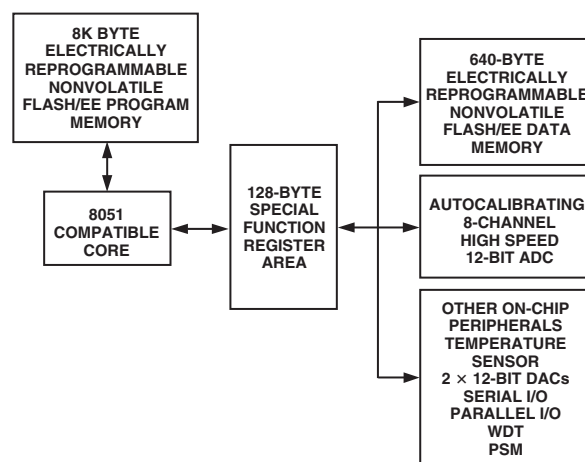 8K BYTE
ELECTRICALLY
REPROGRAMMABLE
NONVOLATILE
FLASH/EE PROGRAM
MEMORY
8051
COMPATIBLE
CORE
128-BYTE
SPECIAL
FUNCTION
REGISTER
AREA
640-BYTE
ELECTRICALLY
REPROGRAMMABLE
NONVOLATILE
FLASH/EE DATA
MEMORY
AUTOCALIBRATING
8-CHANNEL
HIGH SPEED
12-BIT ADC
OTHER ON-CHIP
PERIPHERALS
TEMPERATURE
SENSOR
2 × 12-BIT DACs
SERIAL I/O
PARALLEL I/O
WDT
PSM